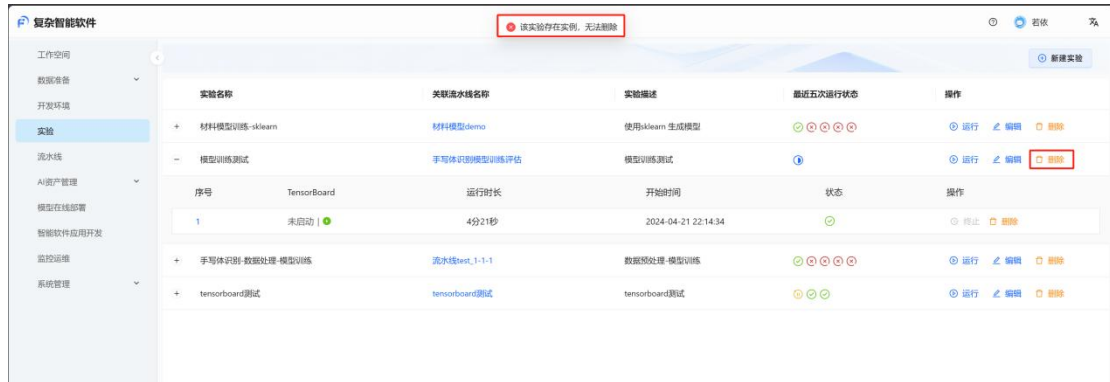 复杂智能软件
该实验存在实例，无法删除
若依
工作空间
数据准备
开发环境
实验
流水线
AI资产管理
模型在线部署
智能软件应用开发
监控运维
系统管理
新建实验
实验名称 关联流水线名称 实验描述 最近五次运行状态 操作
+ 材料模型训练-sklearn 材料模型demo 使用sklearn 生成模型 运行 编辑 删除
- 模型训练测试 手写体识别模型训练评估 模型训练测试 运行 编辑 删除
序号 TensorBoard 运行时长 开始时间 状态 操作
1 未启动 | 4分21秒 2024-04-21 22:14:34 终止 删除
+ 手写体识别-数据处理-模型训练 流水线test_1-1-1 数据预处理-模型训练 运行 编辑 删除
+ tensorboard测试 tensorboard测试 tensorboard测试 运行 编辑 删除